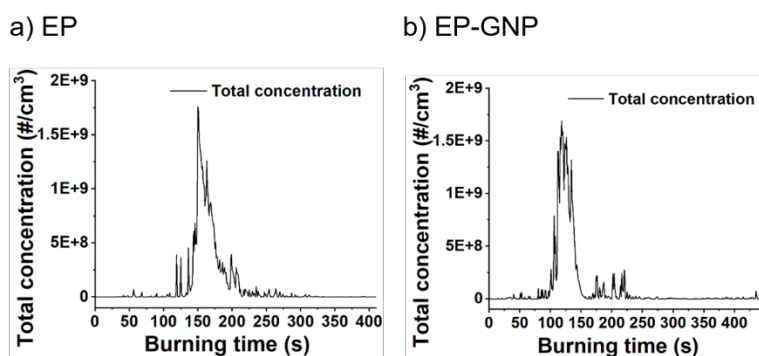 a) EP
b) EP-GNP
Total concentration (#/cm³)
2E+9
1.5E+9
1E+9
5E+8
0
Total concentration
0 50 100 150 200 250 300 350 400
Burning time (s)
Total concentration (#/cm³)
2E+9
1.5E+9
1E+9
5E+8
0
Total concentration
0 50 100 150 200 250 300 350 400
Burning time (s)